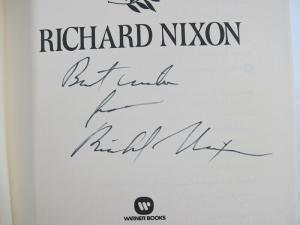 RICHARD NIXON
Best wishes
from
Richard Nixon
WARNER BOOKS